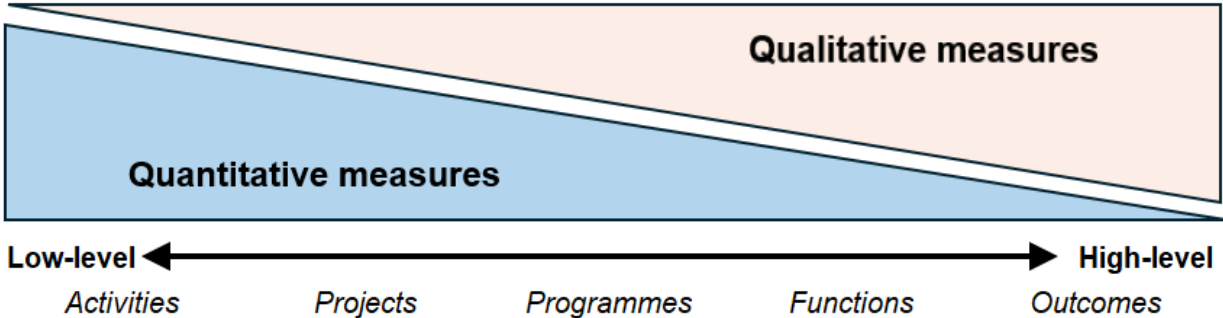 Qualitative measures
Quantitative measures
Low-level High-level
Activities Projects Programmes Functions Outcomes